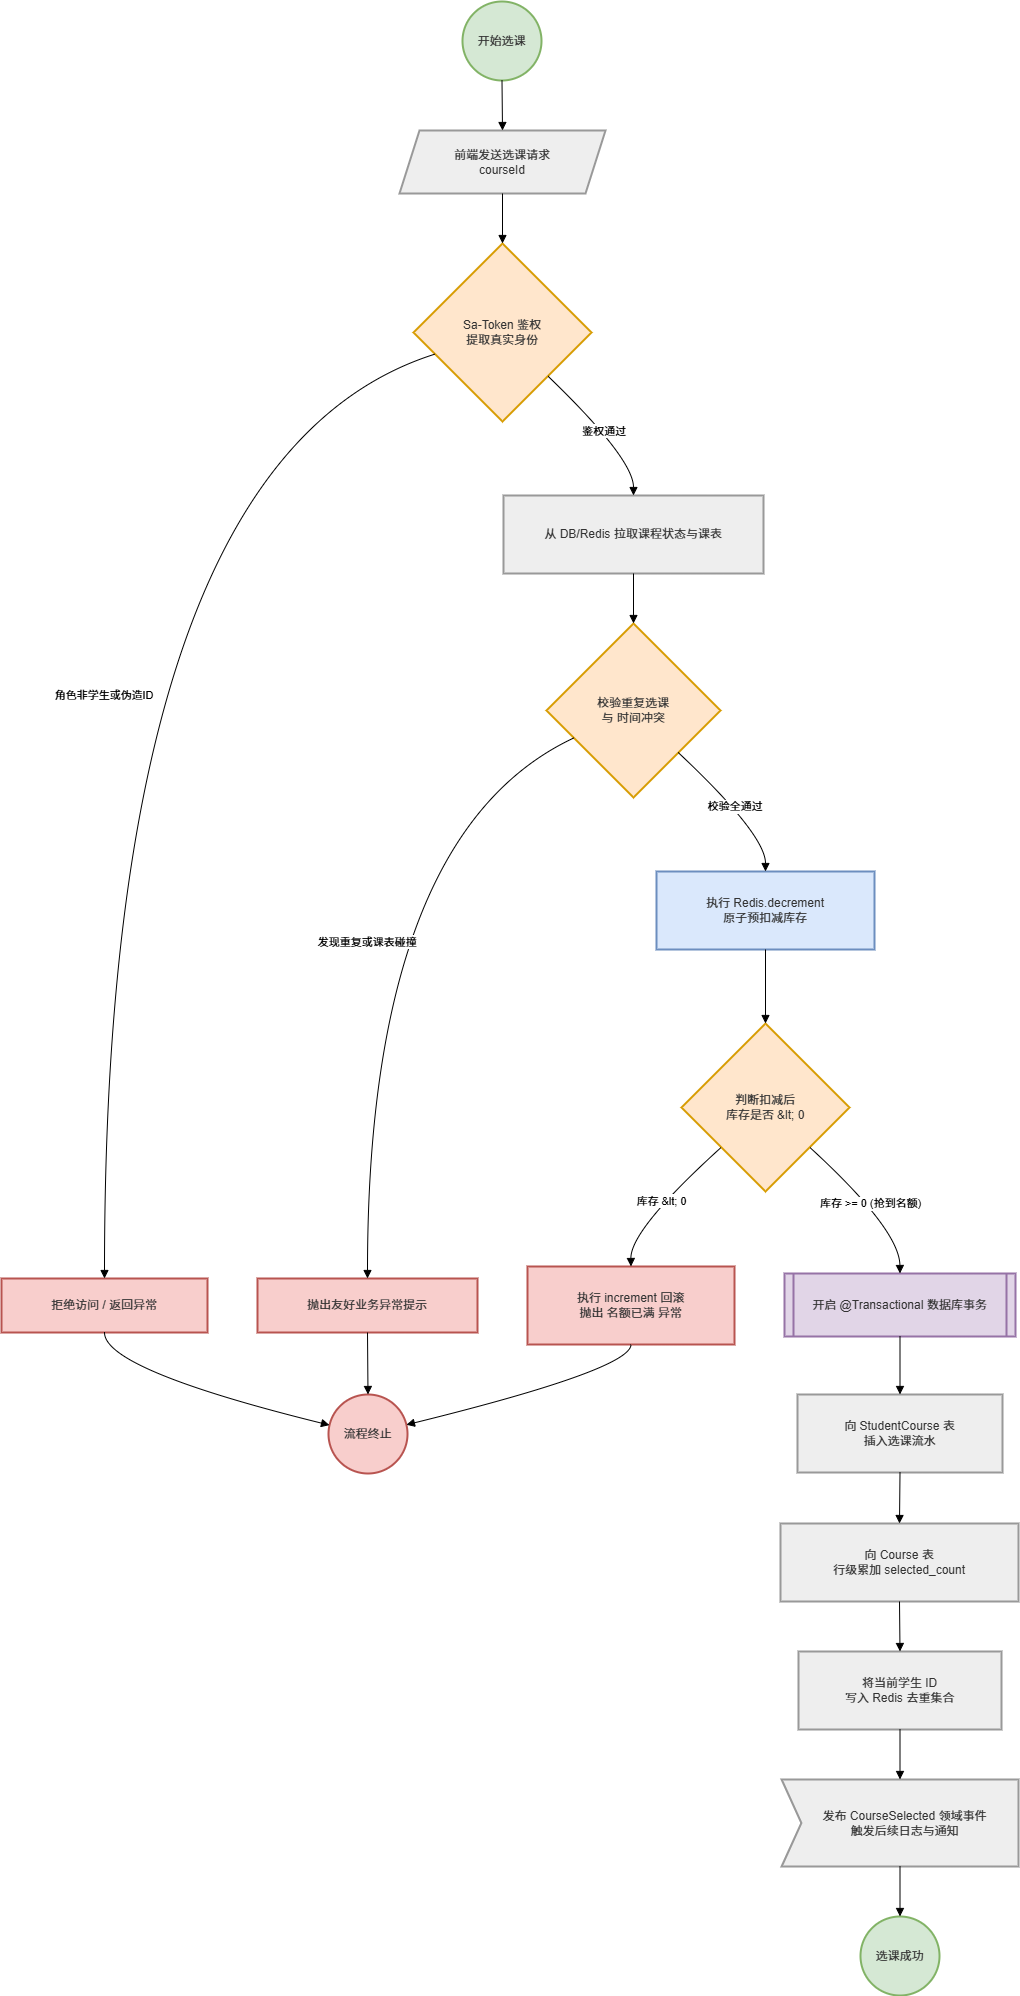 开始选课
前端发送选课请求
courseId
Sa-Token 鉴权
提取真实身份
鉴权通过
从 DB/Redis 拉取课程状态与课表
角色非学生或伪造ID
校验重复选课
与 时间冲突
校验全通过
执行 Redis.decrement
原子预扣减库存
发现重复或课表碰撞
判断扣减后
库存是否 &lt; 0
库存 &lt; 0
库存 >= 0 (抢到名额)
拒绝访问 / 返回异常
抛出友好业务异常提示
执行 increment 回滚
抛出 名额已满 异常
开启 @Transactional 数据库事务
流程终止
向 StudentCourse 表
插入选课流水
向 Course 表
行级累加 selected_count
将当前学生 ID
写入 Redis 去重集合
发布 CourseSelected 领域事件
触发后续日志与通知
选课成功